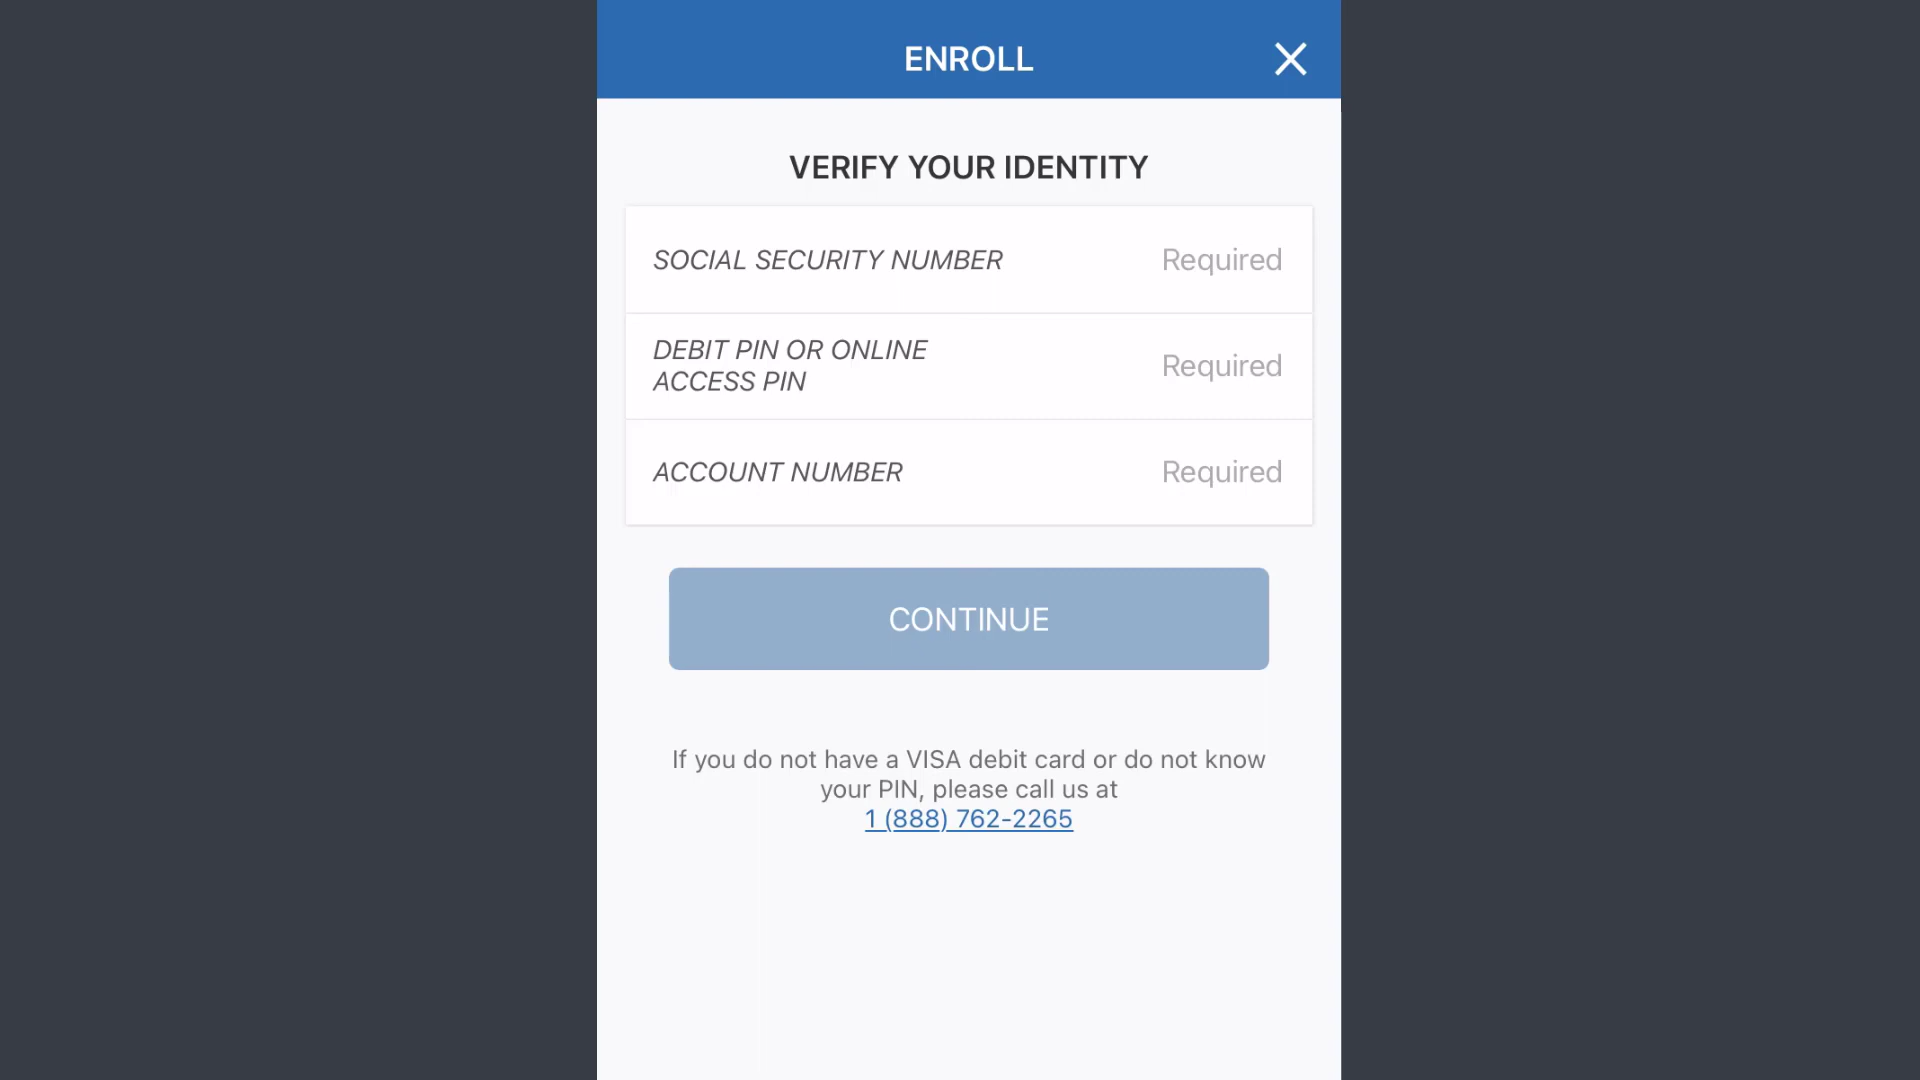 ENROLL
VERIFY YOUR IDENTITY
SOCIAL SECURITY NUMBER Required
DEBIT PIN OR ONLINE
ACCESS PIN Required
ACCOUNT NUMBER Required
CONTINUE
If you do not have a VISA debit card or do not know
your PIN, please call us at
1 (888) 762-2265